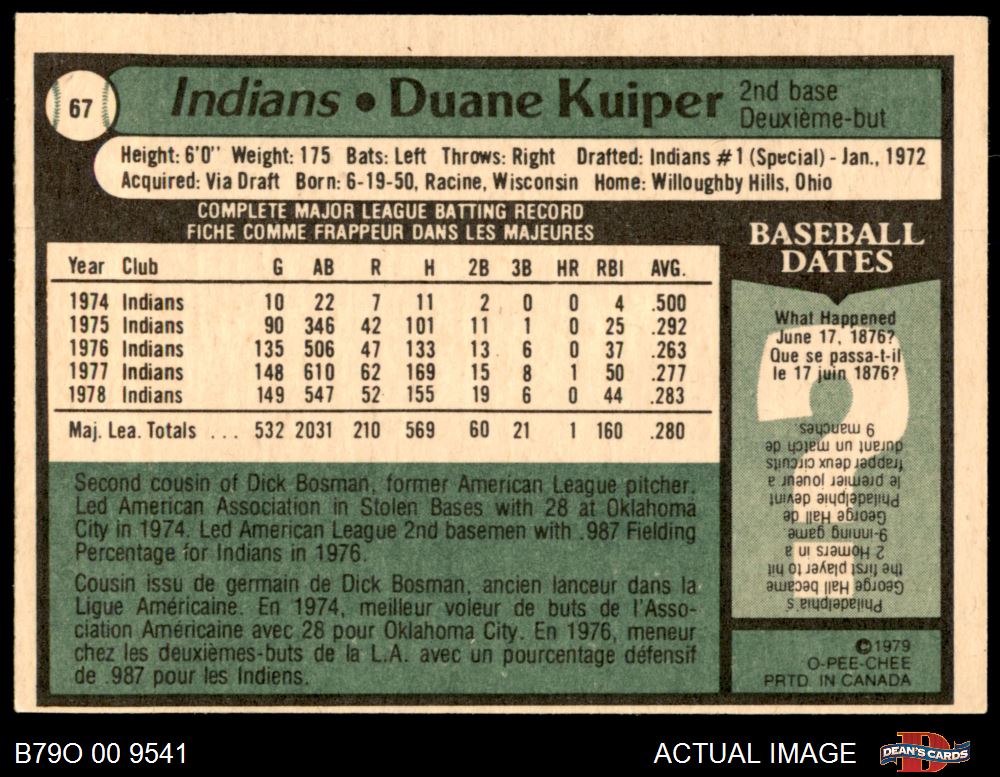 67
Indians • Duane Kuiper
2nd base
Deuxième-but
Height: 6'0" Weight: 175 Bats: Left Throws: Right Drafted: Indians #1 (Special) - Jan., 1972
Acquired: Via Draft Born: 6-19-50, Racine, Wisconsin Home: Willoughby Hills, Ohio
COMPLETE MAJOR LEAGUE BATTING RECORD
FICHE COMME FRAPPEUR DANS LES MAJEURES
Year Club G AB R H 2B 3B HR RBI AVG.
1974 Indians 10 22 7 11 2 0 0 4 .500
1975 Indians 90 346 42 101 11 1 0 25 .292
1976 Indians 135 506 47 133 13 6 0 37 .263
1977 Indians 148 610 62 169 15 8 1 50 .277
1978 Indians 149 547 52 155 19 6 0 44 .283
Maj. Lea. Totals ... 532 2031 210 569 60 21 1 160 .280
Second cousin of Dick Bosman, former American League pitcher.
Led American Association in Stolen Bases with 28 at Oklahoma
City in 1974. Led American League 2nd basemen with .987 Fielding
Percentage for Indians in 1976.
Cousin issu de germain de Dick Bosman, ancien lanceur dans la
Ligue Américaine. En 1974, meilleur voleur de buts de l'Asso-
ciation Américaine avec 28 pour Oklahoma City. En 1976, meneur
chez les deuxièmes-buts de la L.A. avec un pourcentage défensif
de .987 pour les Indiens.
BASEBALL
DATES
What Happened
June 17, 1876?
Que se passa-t-il
le 17 juin 1876?
Philadelphia's
George Hall became
the first player to hit
2 Homers in a
9-inning game.
George Hall de
Philadelphie devint
le premier joueur à
frapper deux circuits
durant un match de
9 manches.
©1979
O-PEE-CHEE
PRTD. IN CANADA
B79O 00 9541
ACTUAL IMAGE
DEAN'S CARDS